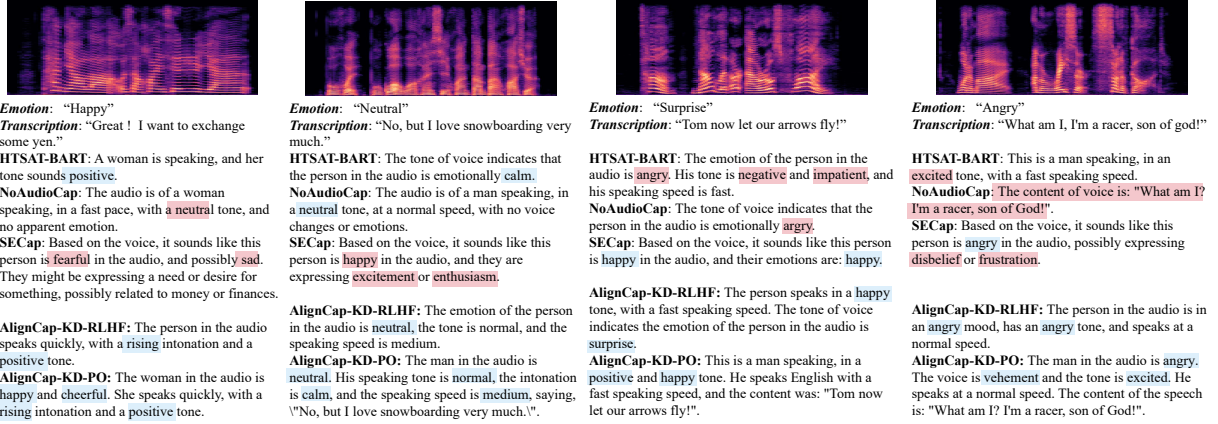 Emotion: “Happy”
Transcription: “Great ! I want to exchange
some yen.”
HTSAT-BART: A woman is speaking, and her
tone sounds positive.
NoAudioCap: The audio is of a woman
speaking, in a fast pace, with a neutral tone, and
no apparent emotion.
SECap: Based on the voice, it sounds like this
person is fearful in the audio, and possibly sad.
They might be expressing a need or desire for
something, possibly related to money or finances.
AlignCap-KD-RLHF: The person in the audio
speaks quickly, with a rising intonation and a
positive tone.
AlignCap-KD-PO: The woman in the audio is
happy and cheerful. She speaks quickly, with a
rising intonation and a positive tone.
Emotion: “Neutral”
Transcription: “No, but I love snowboarding very
much.”
HTSAT-BART: The tone of voice indicates that
the person in the audio is emotionally calm.
NoAudioCap: The audio is of a man speaking, in
a neutral tone, at a normal speed, with no voice
changes or emotions.
SECap: Based on the voice, it sounds like this
person is happy in the audio, and they are
expressing excitement or enthusiasm.
AlignCap-KD-RLHF: The emotion of the person
in the audio is neutral, the tone is normal, and the
speaking speed is medium.
AlignCap-KD-PO: The man in the audio is
neutral. His speaking tone is normal, the intonation
is calm, and the speaking speed is medium, saying,
\"No, but I love snowboarding very much.\".
Emotion: “Surprise”
Transcription: “Tom now let our arrows fly!”
HTSAT-BART: The emotion of the person in the
audio is angry. His tone is negative and impatient, and
his speaking speed is fast.
NoAudioCap: The tone of voice indicates that the
person in the audio is emotionally argry.
SECap: Based on the voice, it sounds like this person
is happy in the audio, and their emotions are: happy.
AlignCap-KD-RLHF: The person speaks in a happy
tone, with a fast speaking speed. The tone of voice
indicates the emotion of the person in the audio is
surprise.
AlignCap-KD-PO: This is a man speaking, in a
positive and happy tone. He speaks English with a
fast speaking speed, and the content was: "Tom now
let our arrows fly!".
Emotion: “Angry”
Transcription: “What am I, I'm a racer, son of god!”
HTSAT-BART: This is a man speaking, in an
excited tone, with a fast speaking speed.
NoAudioCap: The content of voice is: "What am I?
I'm a racer, son of God!".
SECap: Based on the voice, it sounds like this
person is angry in the audio, possibly expressing
disbelief or frustration.
AlignCap-KD-RLHF: The person in the audio is in
an angry mood, has an angry tone, and speaks at a
normal speed.
AlignCap-KD-PO: The man in the audio is angry.
The voice is vehement and the tone is excited. He
speaks at a normal speed. The content of the speech
is: "What am I? I'm a racer, son of God!".